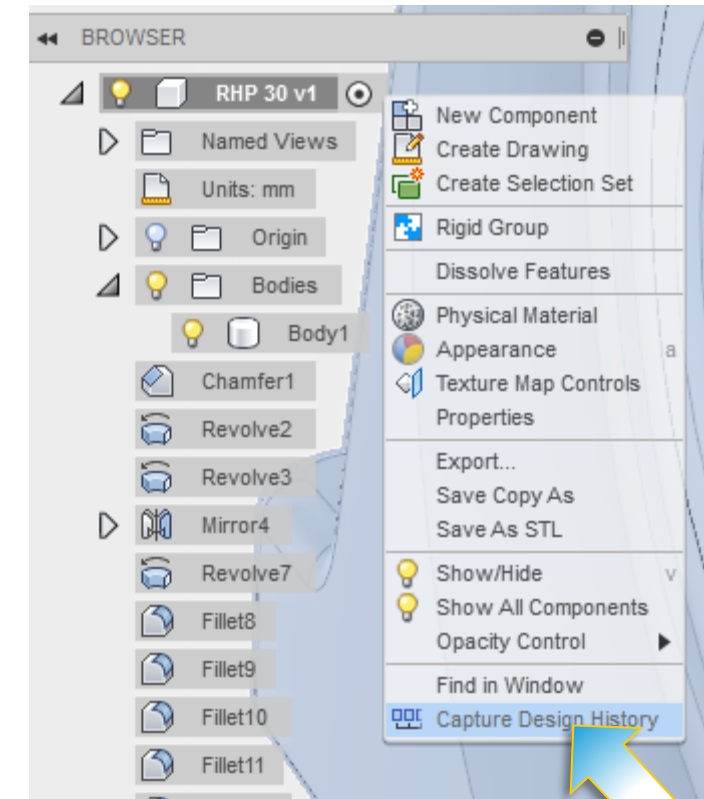 BROWSER
RHP 30 v1
Named Views
Units: mm
Origin
Bodies
Body1
Chamfer1
Revolve2
Revolve3
Mirror4
Revolve7
Fillet8
Fillet9
Fillet10
Fillet11
New Component
Create Drawing
Create Selection Set
Rigid Group
Dissolve Features
Physical Material
Appearance a
Texture Map Controls
Properties
Export...
Save Copy As
Save As STL
Show/Hide v
Show All Components
Opacity Control
Find in Window
Capture Design History